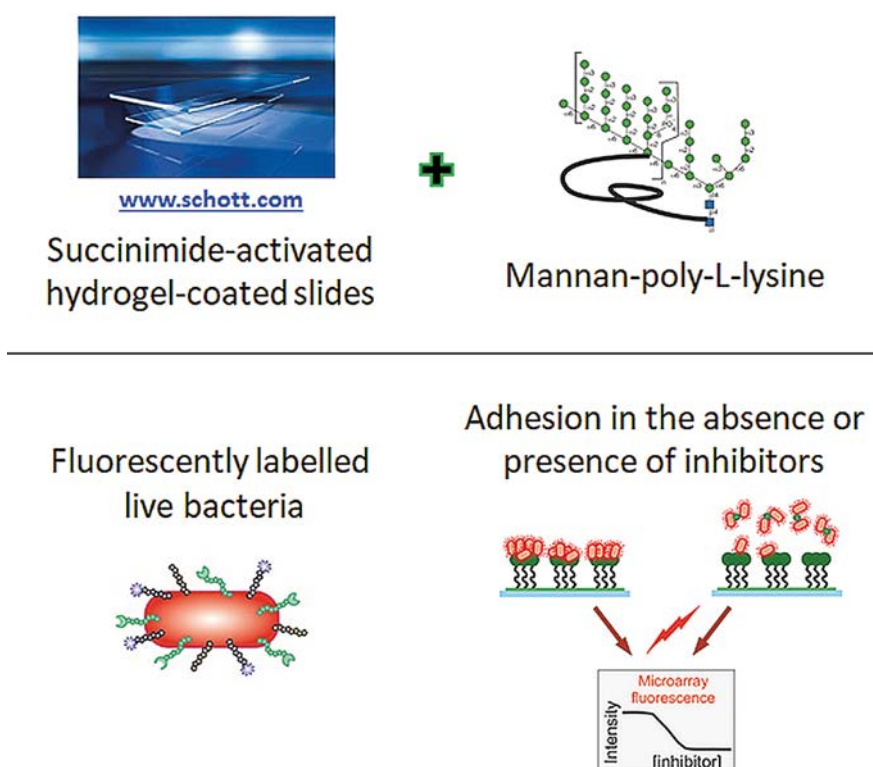 www.schott.com
Succinimide-activated
hydrogel-coated slides
Mannan-poly-L-lysine
Fluorescently labelled
live bacteria
Adhesion in the absence or
presence of inhibitors
Microarray
fluorescence
Intensity
[inhibitor]